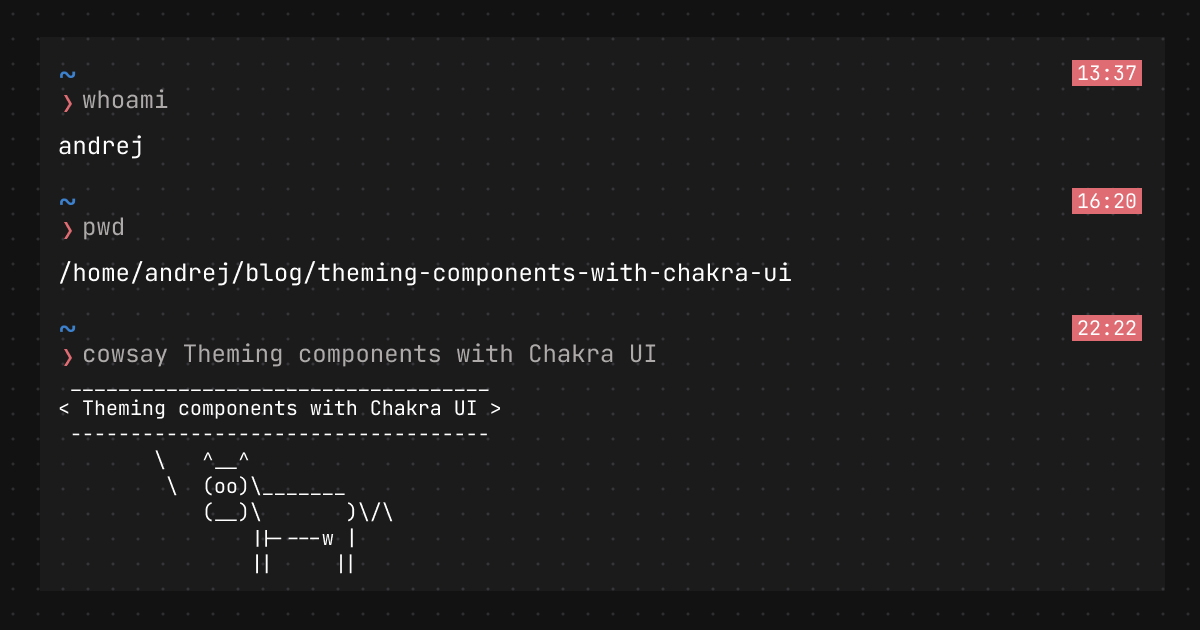 ~ 13:37
❯ whoami
andrej
~ 16:20
❯ pwd
/home/andrej/blog/theming-components-with-chakra-ui
~ 22:22
❯ cowsay Theming components with Chakra UI
 ___________________________________
< Theming components with Chakra UI >
 -----------------------------------
        \   ^__^
         \  (oo)\_______
            (__)\       )\/\
                ||----w |
                ||     ||